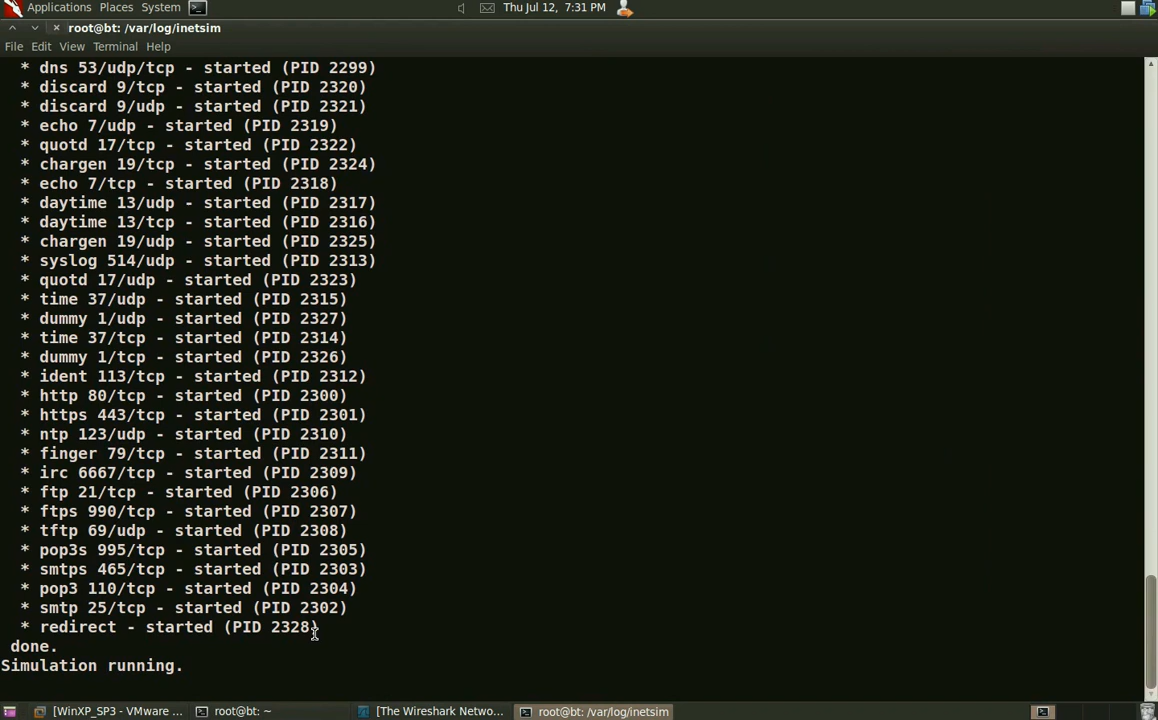 Applications Places System Thu Jul 12, 7:31 PM
root@bt: /var/log/inetsim
File Edit View Terminal Help
* dns 53/udp/tcp - started (PID 2299)
* discard 9/tcp - started (PID 2320)
* discard 9/udp - started (PID 2321)
* echo 7/udp - started (PID 2319)
* quotd 17/tcp - started (PID 2322)
* chargen 19/tcp - started (PID 2324)
* echo 7/tcp - started (PID 2318)
* daytime 13/udp - started (PID 2317)
* daytime 13/tcp - started (PID 2316)
* chargen 19/udp - started (PID 2325)
* syslog 514/udp - started (PID 2313)
* quotd 17/udp - started (PID 2323)
* time 37/udp - started (PID 2315)
* dummy 1/udp - started (PID 2327)
* time 37/tcp - started (PID 2314)
* dummy 1/tcp - started (PID 2326)
* ident 113/tcp - started (PID 2312)
* http 80/tcp - started (PID 2300)
* https 443/tcp - started (PID 2301)
* ntp 123/udp - started (PID 2310)
* finger 79/tcp - started (PID 2311)
* irc 6667/tcp - started (PID 2309)
* ftp 21/tcp - started (PID 2306)
* ftps 990/tcp - started (PID 2307)
* tftp 69/udp - started (PID 2308)
* pop3s 995/tcp - started (PID 2305)
* smtps 465/tcp - started (PID 2303)
* pop3 110/tcp - started (PID 2304)
* smtp 25/tcp - started (PID 2302)
* redirect - started (PID 2328)
done.
Simulation running.
[WinXP_SP3 - VMware ... root@bt: ~ [The Wireshark Netwo... root@bt: /var/log/inetsim